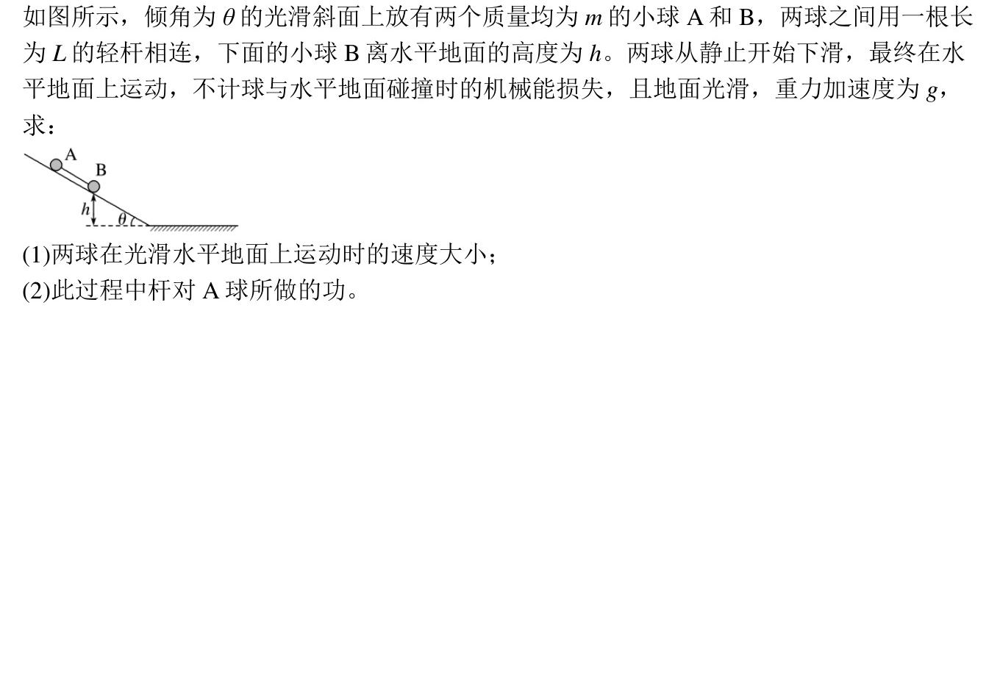 如图所示，倾角为 θ 的光滑斜面上放有两个质量均为 m 的小球 A 和 B，两球之间用一根长
为 L 的轻杆相连，下面的小球 B 离水平地面的高度为 h。两球从静止开始下滑，最终在水
平地面上运动，不计球与水平地面碰撞时的机械能损失，且地面光滑，重力加速度为 g，
求：
A
B
h
θ
(1)两球在光滑水平地面上运动时的速度大小；
(2)此过程中杆对 A 球所做的功。